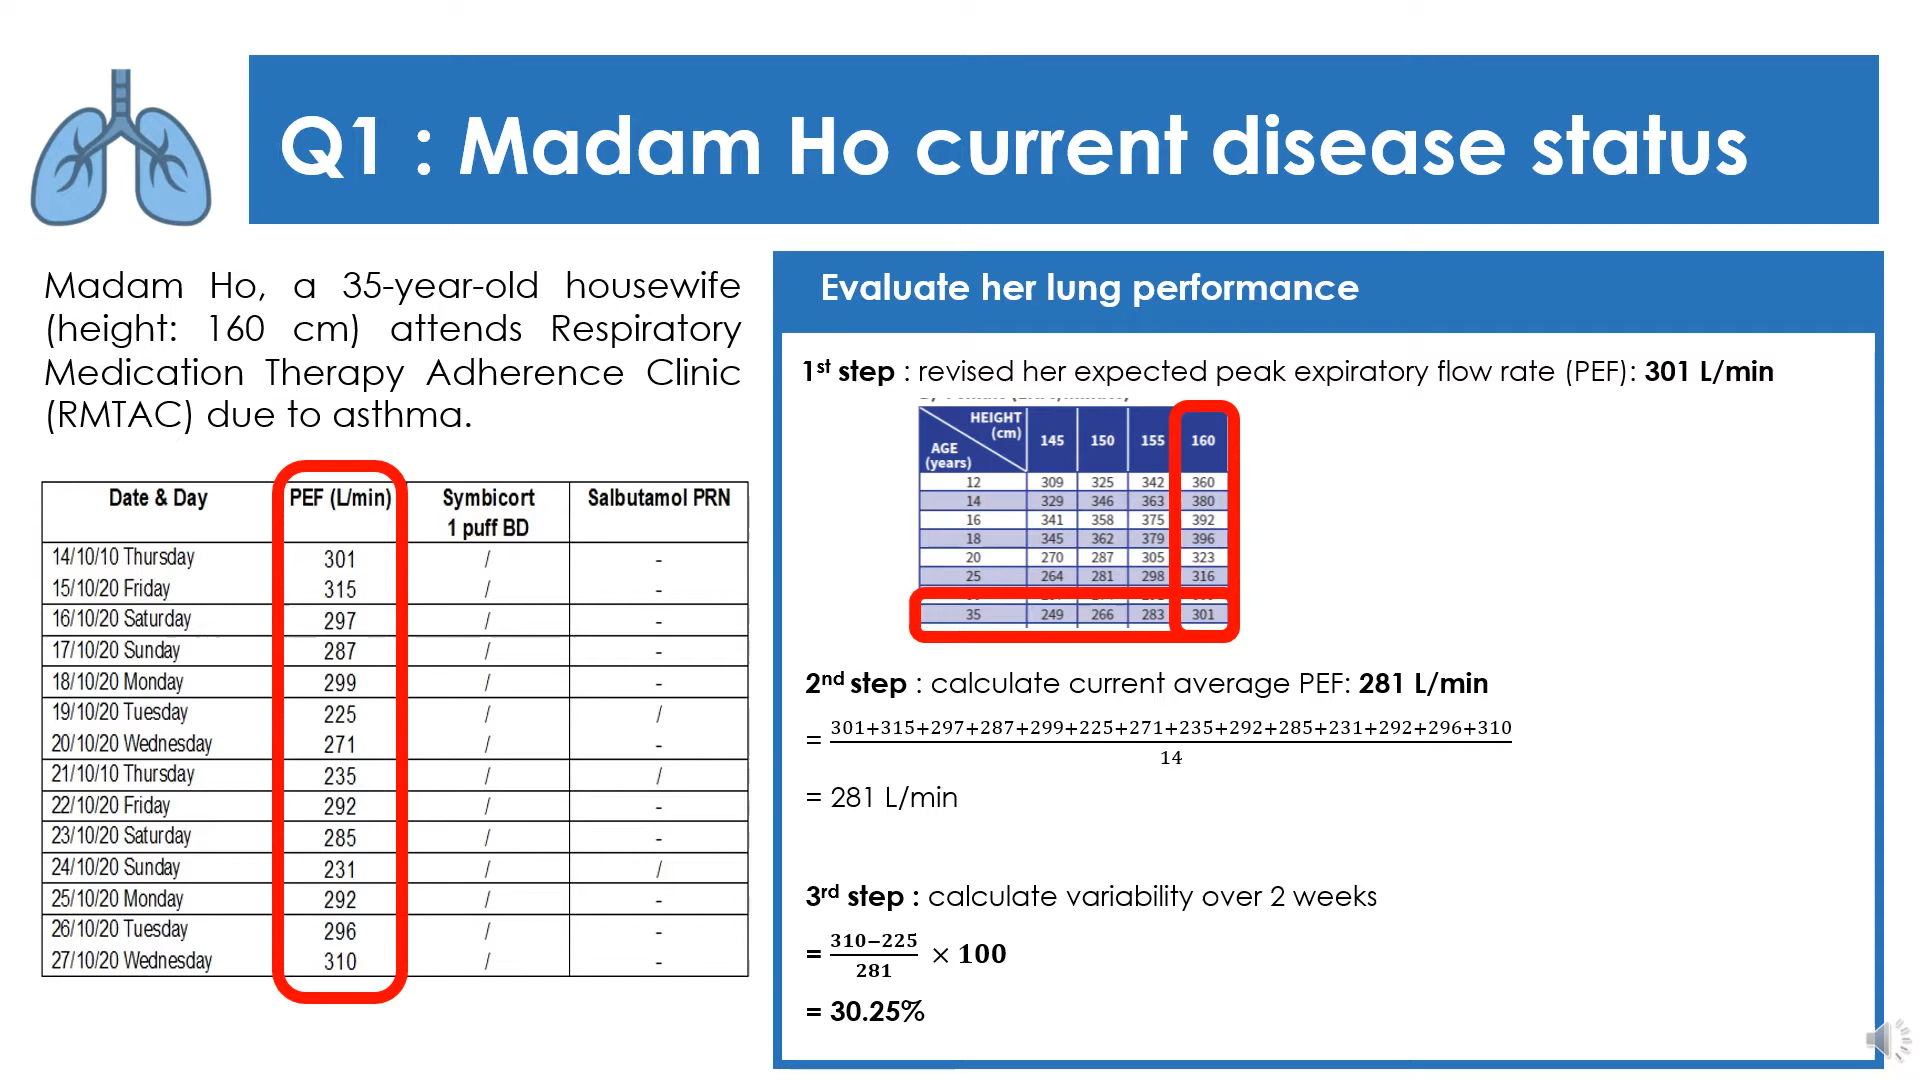 Q1 : Madam Ho current disease status
Madam Ho, a 35-year-old housewife
(height: 160 cm) attends Respiratory
Medication Therapy Adherence Clinic
(RMTAC) due to asthma.
Date & Day PEF (L/min) Symbicort 1 puff BD Salbutamol PRN
14/10/10 Thursday 301 / -
15/10/20 Friday 315 / -
16/10/20 Saturday 297 / -
17/10/20 Sunday 287 / -
18/10/20 Monday 299 / -
19/10/20 Tuesday 225 / /
20/10/20 Wednesday 271 / -
21/10/10 Thursday 235 / /
22/10/20 Friday 292 / -
23/10/20 Saturday 285 / -
24/10/20 Sunday 231 / /
25/10/20 Monday 292 / -
26/10/20 Tuesday 296 / -
27/10/20 Wednesday 310 / -
Evaluate her lung performance
1st step : revised her expected peak expiratory flow rate (PEF): 301 L/min
HEIGHT (cm) AGE (years) 145 150 155 160
12 309 325 342 360
14 329 346 363 380
16 341 358 375 392
18 345 362 379 396
20 270 287 305 323
25 264 281 298 316
35 249 266 283 301
2nd step : calculate current average PEF: 281 L/min
= 301+315+297+287+299+225+271+235+292+285+231+292+296+310
14
= 281 L/min
3rd step : calculate variability over 2 weeks
= 310−225
281
× 100
= 30.25%